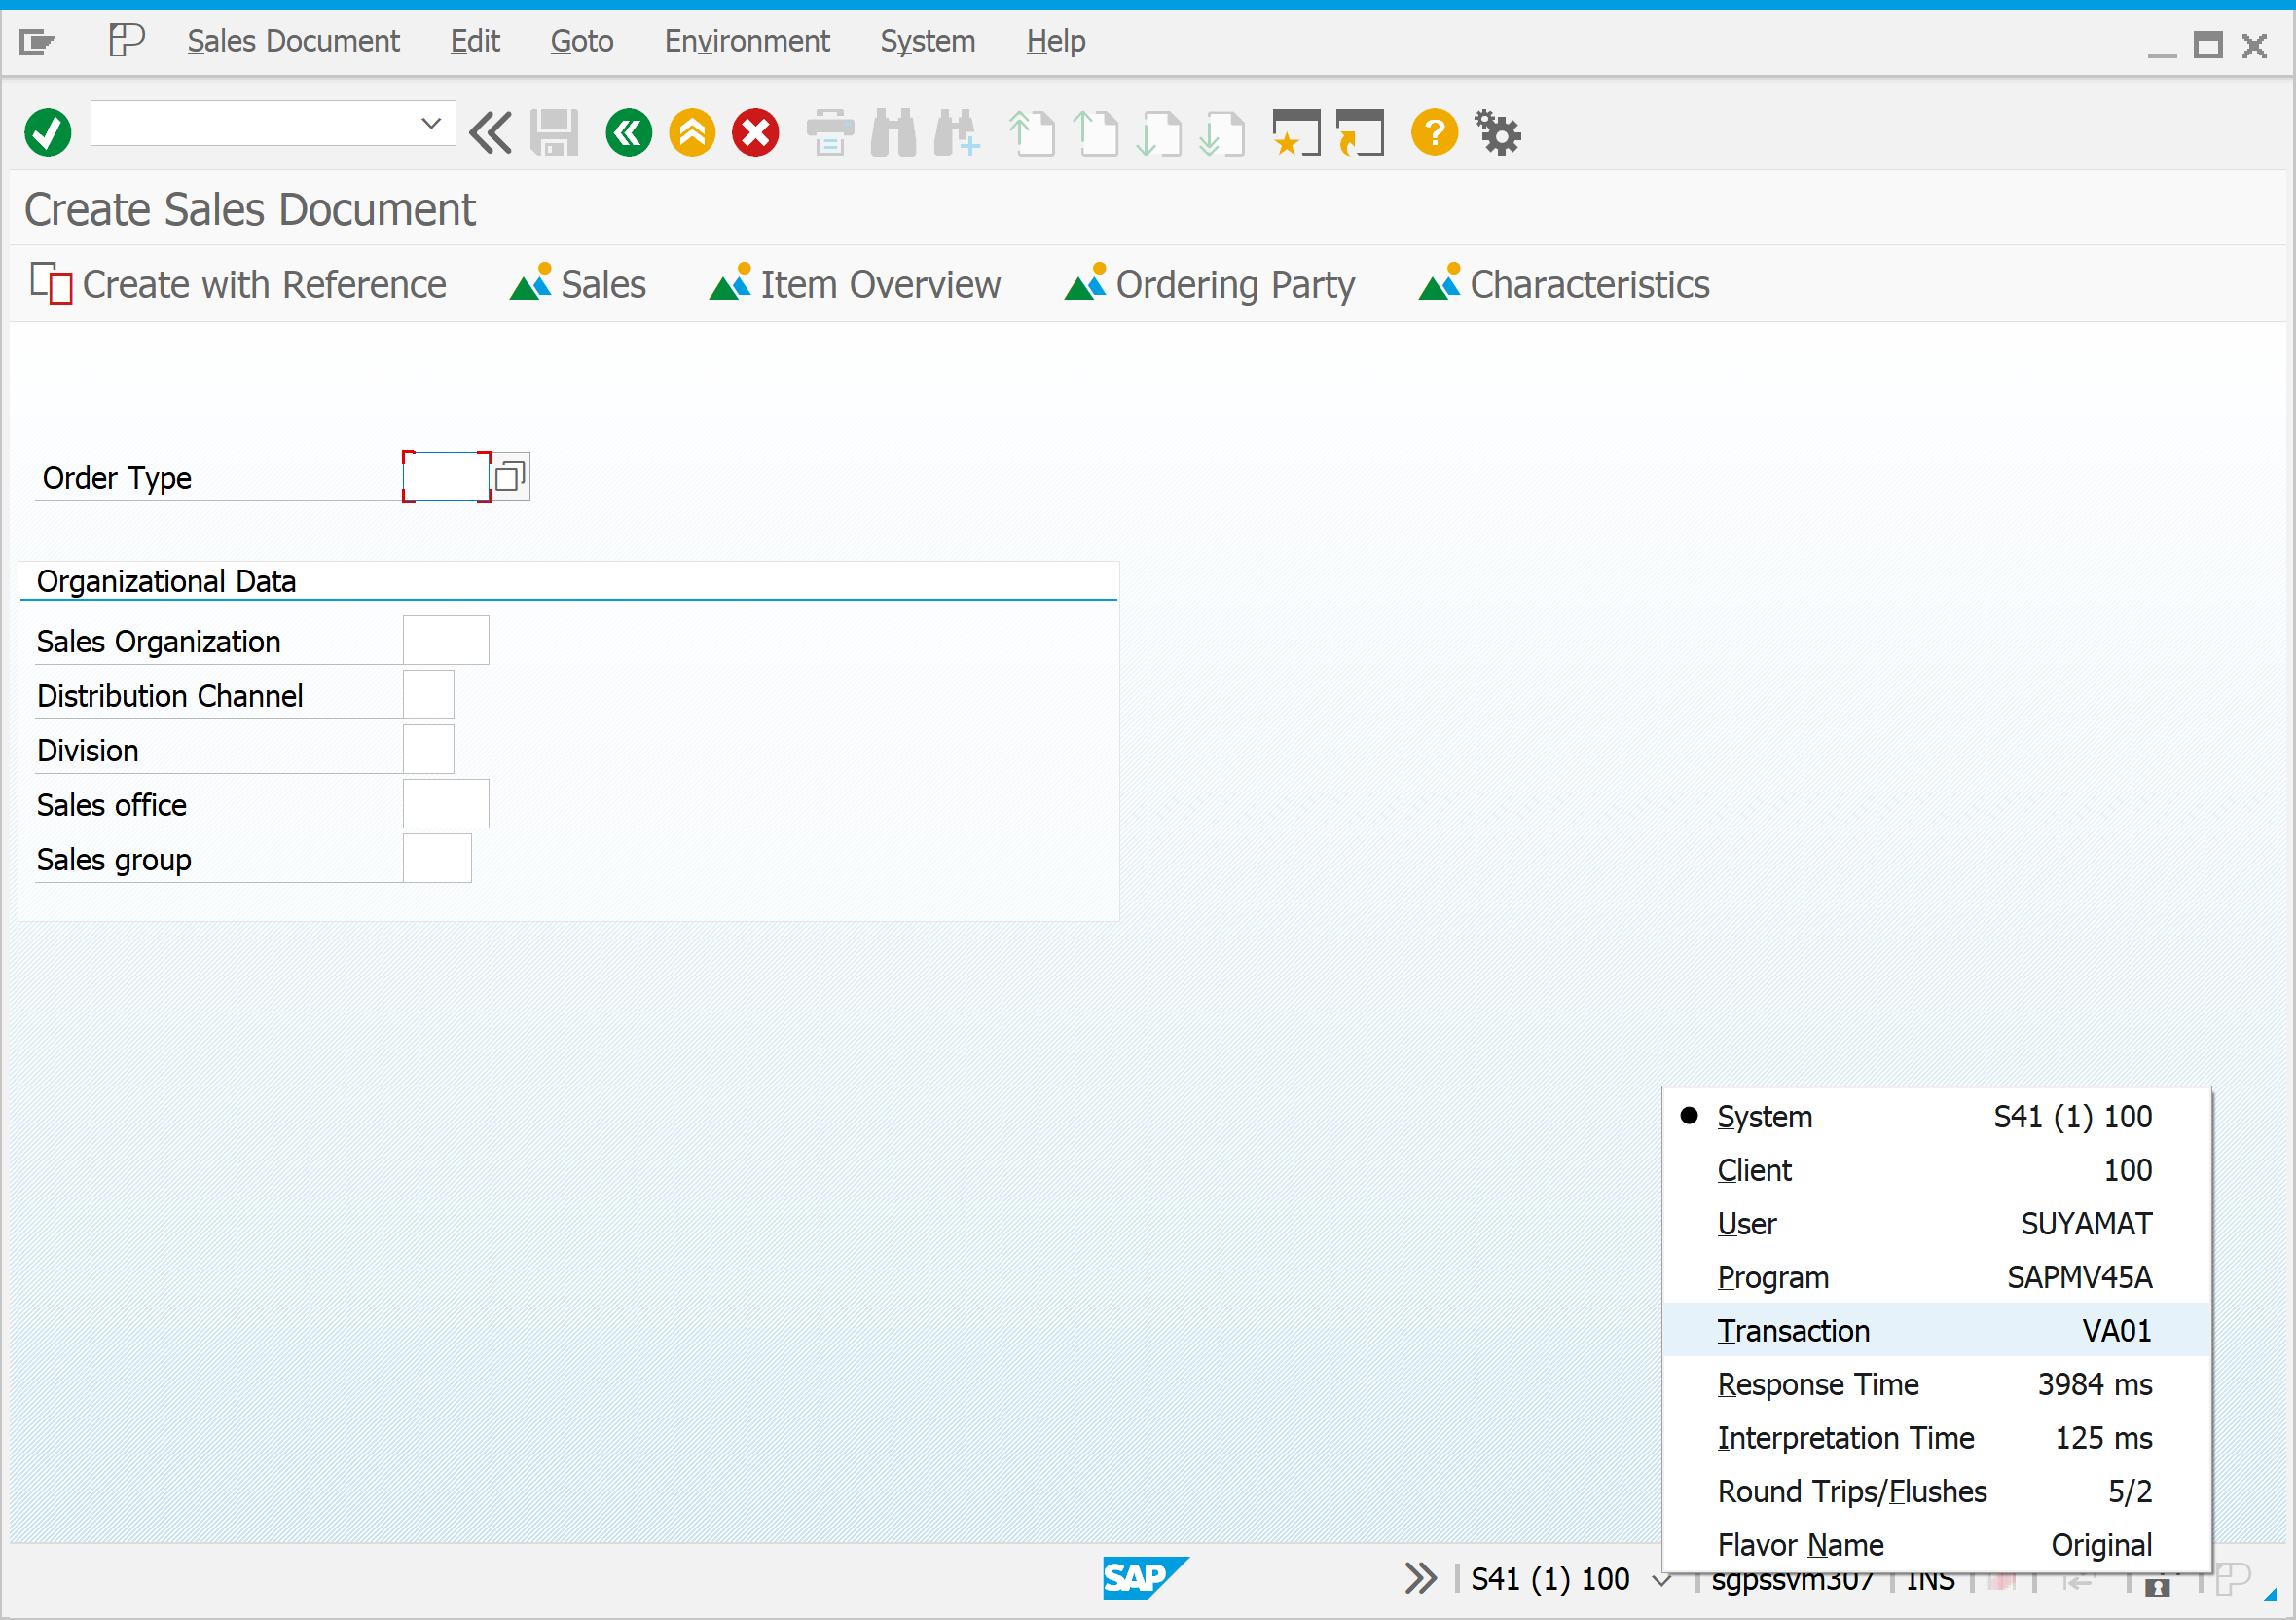 Sales Document Edit Goto Environment System Help
Create Sales Document
Create with Reference Sales Item Overview Ordering Party Characteristics
Order Type
Organizational Data
Sales Organization
Distribution Channel
Division
Sales office
Sales group
System S41 (1) 100
Client 100
User SUYAMAT
Program SAPMV45A
Transaction VA01
Response Time 3984 ms
Interpretation Time 125 ms
Round Trips/Flushes 5/2
Flavor Name Original
SAP S41 (1) 100 sgpssvm307 INS